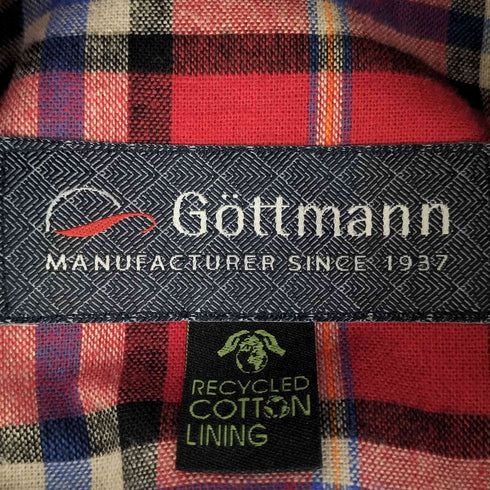 Göttmann
MANUFACTURER SINCE 1937
RECYCLED
COTTON
LINING